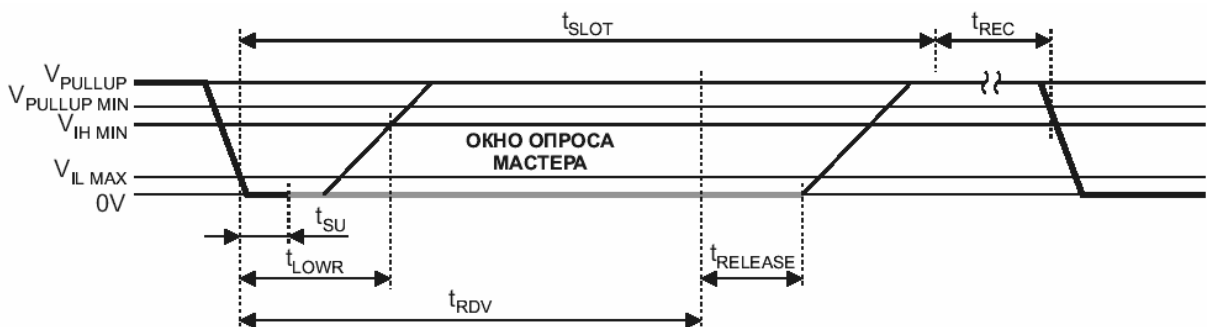 tSLOT
tREC
VPULLUP
VPULLUP MIN
VIH MIN
ОКНО ОПРОСА
МАСТЕРА
VIL MAX
0V
tSU
tLOWR
tRELEASE
tRDV